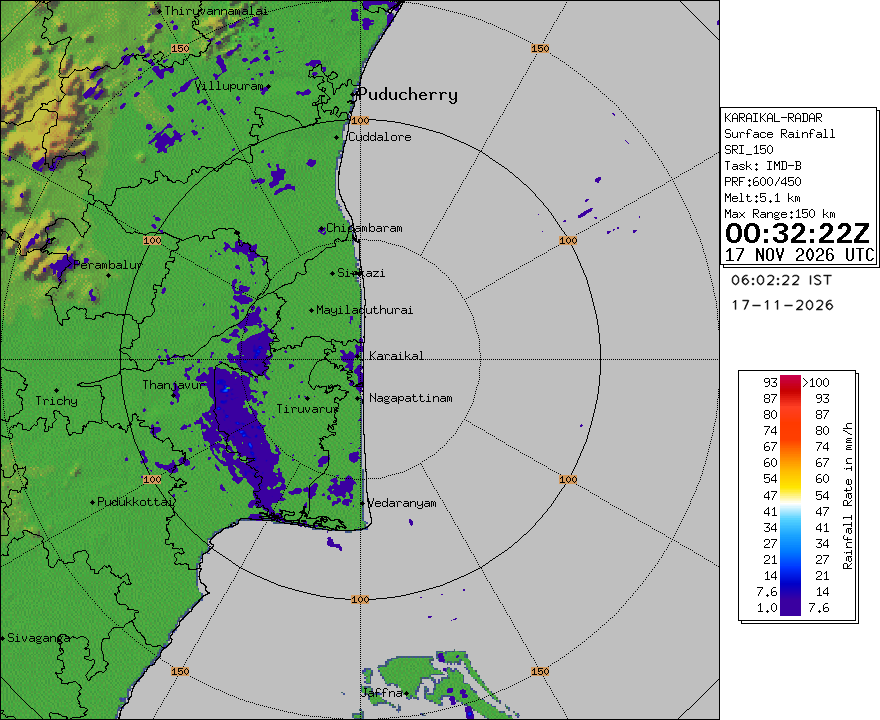 Thiruvannamalai
150
150
Villupuram
Puducherry
100
Cuddalore
KARAIKAL-RADAR
Surface Rainfall
SRI_150
Task: IMD-B
PRF:600/450
Melt:5.1 km
Max Range:150 km
00:32:22Z
17 NOV 2026 UTC
06:02:22 IST
17-11-2026
Chidambaram
100
100
Perambalur
Sirkazi
Mayiladuthurai
Karaikal
Thanjavur
Trichy
Nagapattinam
Tiruvarur
100
100
Pudukkottai
Vedaranyam
100
Sivaganga
150
150
Jaffna
93 >100
87 93
80 87
74 80
67 74
60 67
54 60
47 54
41 47
34 41
27 34
21 27
14 21
7.6 14
1.0 7.6
Rainfall Rate in mm/h